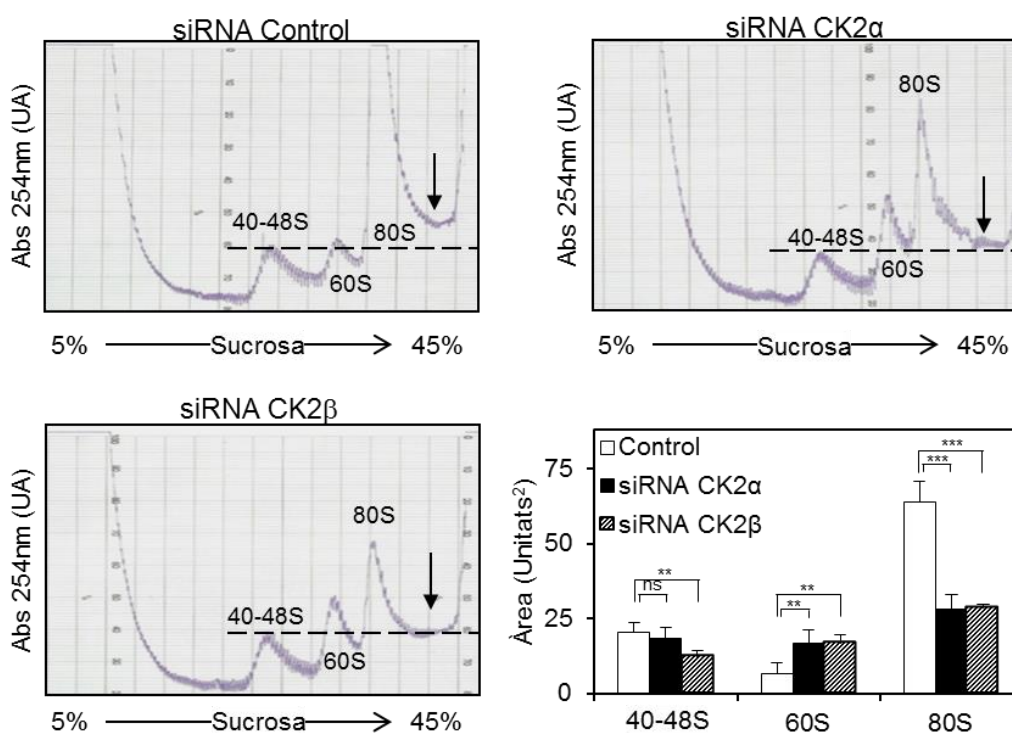 siRNA Control
Abs 254nm (UA)
40-48S
60S
80S
5% Sucrosa 45%
siRNA CK2α
Abs 254nm (UA)
80S
40-48S
60S
5% Sucrosa 45%
siRNA CK2β
Abs 254nm (UA)
80S
40-48S
60S
5% Sucrosa 45%
Àrea (Unitats²)
75
50
25
0
Control
siRNA CK2α
siRNA CK2β
**
ns
**
**
***
***
40-48S
60S
80S